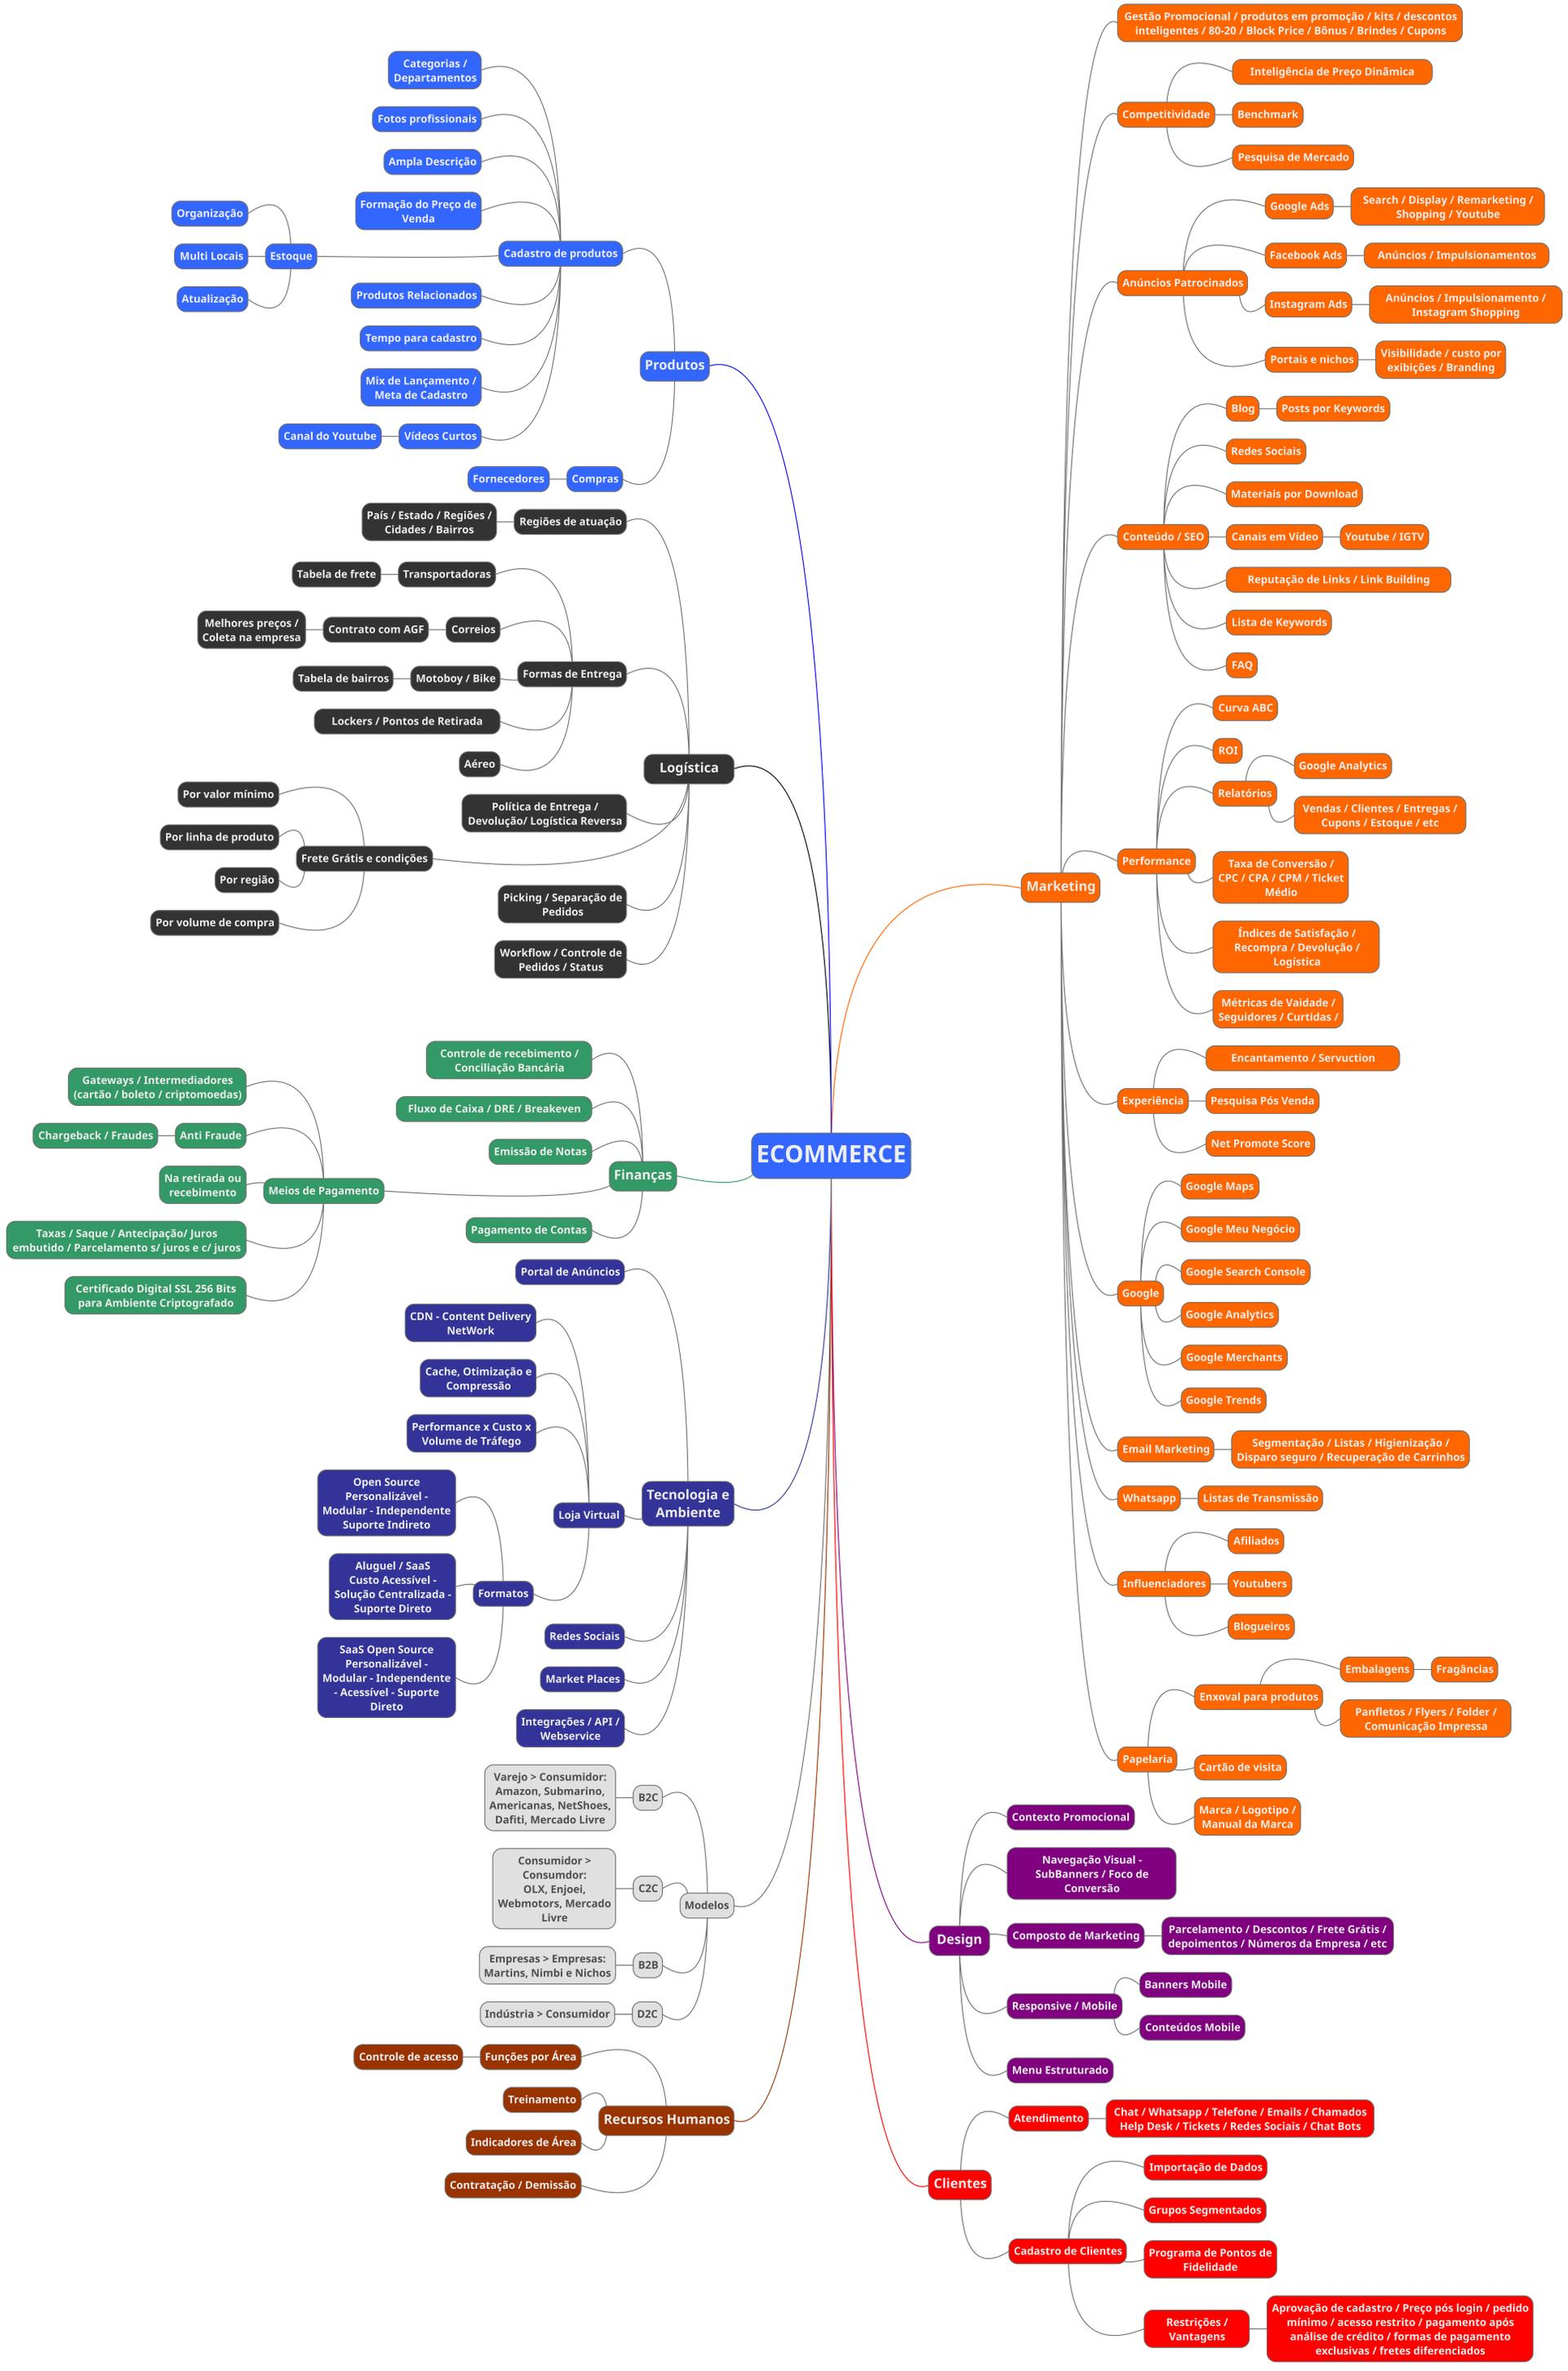 ECOMMERCE
Produtos
Cadastro de produtos
Categorias /
Departamentos
Fotos profissionais
Ampla Descrição
Formação do Preço de
Venda
Estoque
Organização
Multi Locais
Atualização
Produtos Relacionados
Tempo para cadastro
Mix de Lançamento /
Meta de Cadastro
Vídeos Curtos
Canal do Youtube
Compras
Fornecedores
Logística
Regiões de atuação
País / Estado / Regiões /
Cidades / Bairros
Formas de Entrega
Transportadoras
Tabela de frete
Correios
Contrato com AGF
Melhores preços /
Coleta na empresa
Motoboy / Bike
Tabela de bairros
Lockers / Pontos de Retirada
Aéreo
Política de Entrega /
Devolução/ Logística Reversa
Frete Grátis e condições
Por valor mínimo
Por linha de produto
Por região
Por volume de compra
Picking / Separação de
Pedidos
Workflow / Controle de
Pedidos / Status
Finanças
Controle de recebimento /
Conciliação Bancária
Fluxo de Caixa / DRE / Breakeven
Emissão de Notas
Meios de Pagamento
Gateways / Intermediadores
(cartão / boleto / criptomoedas)
Anti Fraude
Chargeback / Fraudes
Na retirada ou
recebimento
Taxas / Saque / Antecipação/ Juros
embutido / Parcelamento s/ juros e c/ juros
Certificado Digital SSL 256 Bits
para Ambiente Criptografado
Pagamento de Contas
Tecnologia e
Ambiente
Portal de Anúncios
Loja Virtual
CDN - Content Delivery
NetWork
Cache, Otimização e
Compressão
Performance x Custo x
Volume de Tráfego
Formatos
Open Source
Personalizável -
Modular - Independente
Suporte Indireto
Aluguel / SaaS
Custo Acessível -
Solução Centralizada -
Suporte Direto
SaaS Open Source
Personalizável -
Modular - Independente
- Acessível - Suporte
Direto
Redes Sociais
Market Places
Integrações / API /
Webservice
Modelos
B2C
Varejo > Consumidor:
Amazon, Submarino,
Americanas, NetShoes,
Dafiti, Mercado Livre
C2C
Consumidor >
Consumdor:
OLX, Enjoei,
Webmotors, Mercado
Livre
B2B
Empresas > Empresas:
Martins, Nimbi e Nichos
D2C
Indústria > Consumidor
Recursos Humanos
Funções por Área
Controle de acesso
Treinamento
Indicadores de Área
Contratação / Demissão
Marketing
Gestão Promocional / produtos em promoção / kits / descontos
inteligentes / 80-20 / Block Price / Bônus / Brindes / Cupons
Competitividade
Inteligência de Preço Dinâmica
Benchmark
Pesquisa de Mercado
Anúncios Patrocinados
Google Ads
Search / Display / Remarketing /
Shopping / Youtube
Facebook Ads
Anúncios / Impulsionamentos
Instagram Ads
Anúncios / Impulsionamento /
Instagram Shopping
Portais e nichos
Visibilidade / custo por
exibições / Branding
Conteúdo / SEO
Blog
Posts por Keywords
Redes Sociais
Materiais por Download
Canais em Vídeo
Youtube / IGTV
Reputação de Links / Link Building
Lista de Keywords
FAQ
Performance
Curva ABC
ROI
Relatórios
Google Analytics
Vendas / Clientes / Entregas /
Cupons / Estoque / etc
Taxa de Conversão /
CPC / CPA / CPM / Ticket
Médio
Índices de Satisfação /
Recompra / Devolução /
Logística
Métricas de Vaidade /
Seguidores / Curtidas /
Experiência
Encantamento / Servuction
Pesquisa Pós Venda
Net Promote Score
Google
Google Maps
Google Meu Negócio
Google Search Console
Google Analytics
Google Merchants
Google Trends
Email Marketing
Segmentação / Listas / Higienização /
Disparo seguro / Recuperação de Carrinhos
Whatsapp
Listas de Transmissão
Influenciadores
Afiliados
Youtubers
Blogueiros
Papelaria
Enxoval para produtos
Embalagens
Fragâncias
Panfletos / Flyers / Folder /
Comunicação Impressa
Cartão de visita
Marca / Logotipo /
Manual da Marca
Design
Contexto Promocional
Navegação Visual -
SubBanners / Foco de
Conversão
Composto de Marketing
Parcelamento / Descontos / Frete Grátis /
depoimentos / Números da Empresa / etc
Responsive / Mobile
Banners Mobile
Conteúdos Mobile
Menu Estruturado
Clientes
Atendimento
Chat / Whatsapp / Telefone / Emails / Chamados
Help Desk / Tickets / Redes Sociais / Chat Bots
Cadastro de Clientes
Importação de Dados
Grupos Segmentados
Programa de Pontos de
Fidelidade
Restrições /
Vantagens
Aprovação de cadastro / Preço pós login / pedido
mínimo / acesso restrito / pagamento após
análise de crédito / formas de pagamento
exclusivas / fretes diferenciados